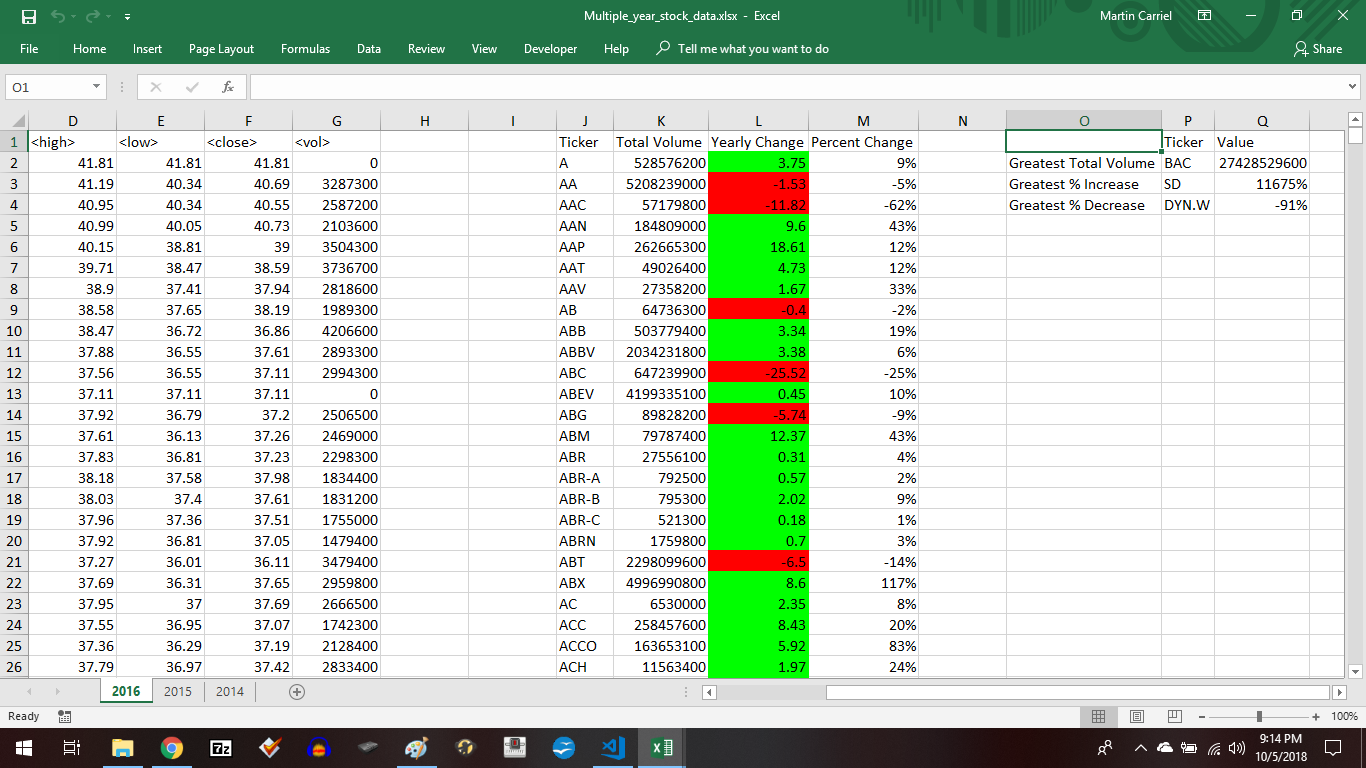 Multiple_year_stock_data.xlsx - Excel
Martin Carriel
File Home Insert Page Layout Formulas Data Review View Developer Help Tell me what you want to do Share
O1 fx
D E F G H I J K L M N O P Q
1 <high> <low> <close> <vol> Ticker Total Volume Yearly Change Percent Change Ticker Value
2 41.81 41.81 41.81 0 A 528576200 3.75 9% Greatest Total Volume BAC 27428529600
3 41.19 40.34 40.69 3287300 AA 5208239000 -1.53 -5% Greatest % Increase SD 11675%
4 40.95 40.34 40.55 2587200 AAC 57179800 -11.82 -62% Greatest % Decrease DYN.W -91%
5 40.99 40.05 40.73 2103600 AAN 184809000 9.6 43%
6 40.15 38.81 39 3504300 AAP 262665300 18.61 12%
7 39.71 38.47 38.59 3736700 AAT 49026400 4.73 12%
8 38.9 37.41 37.94 2818600 AAV 27358200 1.67 33%
9 38.58 37.65 38.19 1989300 AB 64736300 -0.4 -2%
10 38.47 36.72 36.86 4206600 ABB 503779400 3.34 19%
11 37.88 36.55 37.61 2893300 ABBV 2034231800 3.38 6%
12 37.56 36.55 37.11 2994300 ABC 647239900 -25.52 -25%
13 37.11 37.11 37.11 0 ABEV 4199335100 0.45 10%
14 37.92 36.79 37.2 2506500 ABG 89828200 -5.74 -9%
15 37.61 36.13 37.26 2469000 ABM 79787400 12.37 43%
16 37.83 36.81 37.23 2298300 ABR 27556100 0.31 4%
17 38.18 37.58 37.98 1834400 ABR-A 792500 0.57 2%
18 38.03 37.4 37.61 1831200 ABR-B 795300 2.02 9%
19 37.96 37.36 37.51 1755000 ABR-C 521300 0.18 1%
20 37.92 36.81 37.05 1479400 ABRN 1759800 0.7 3%
21 37.27 36.01 36.11 3479400 ABT 2298099600 -6.5 -14%
22 37.69 36.31 37.65 2959800 ABX 4996990800 8.6 117%
23 37.95 37 37.69 2666500 AC 6530000 2.35 8%
24 37.55 36.95 37.07 1742300 ACC 258457600 8.43 20%
25 37.36 36.29 37.19 2128400 ACCO 163653100 5.92 83%
26 37.79 36.97 37.42 2833400 ACH 11563400 1.97 24%
2016 2015 2014
Ready 100%
7z
9:14 PM
10/5/2018